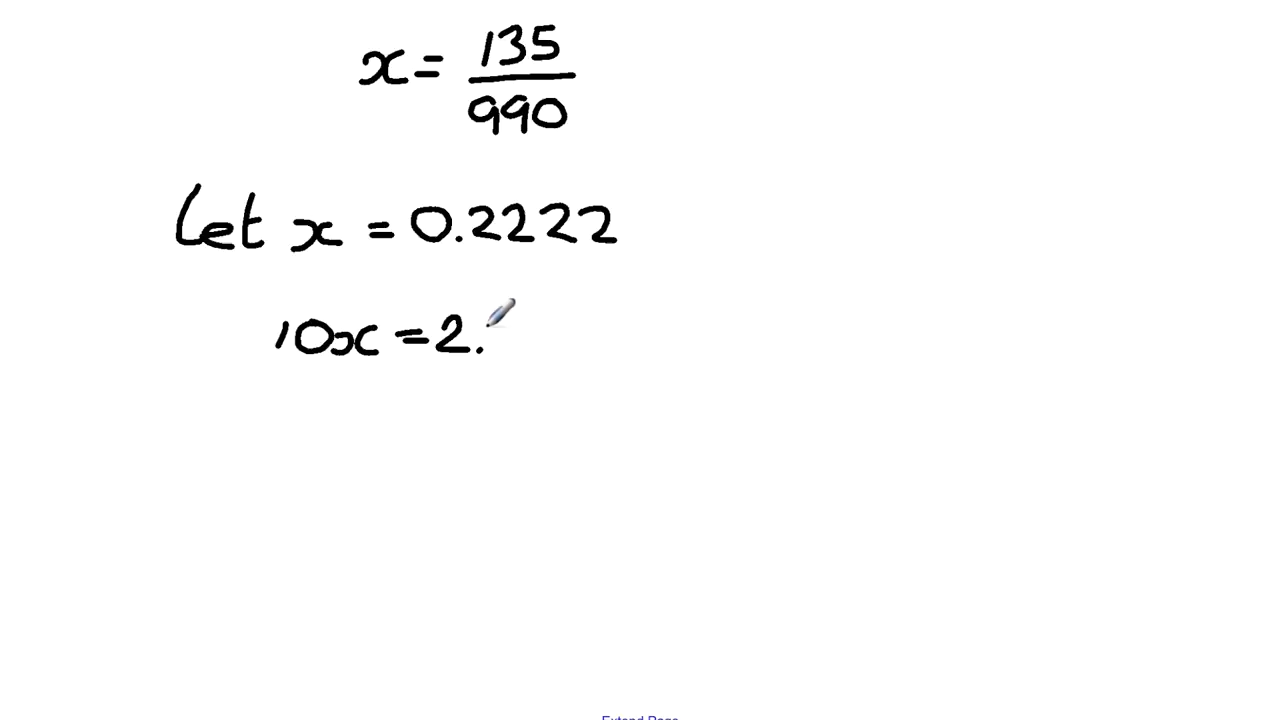 x = 135/990
Let x = 0.2222
10x = 2.